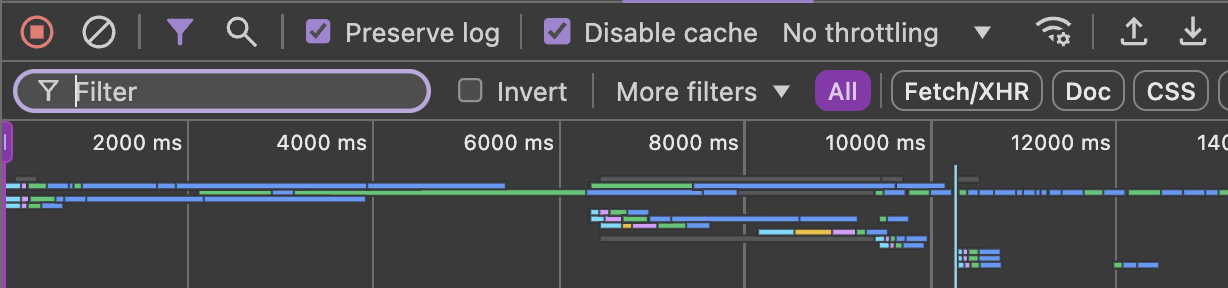 Preserve log Disable cache No throttling
Filter Invert More filters All Fetch/XHR Doc CSS
2000 ms 4000 ms 6000 ms 8000 ms 10000 ms 12000 ms 140